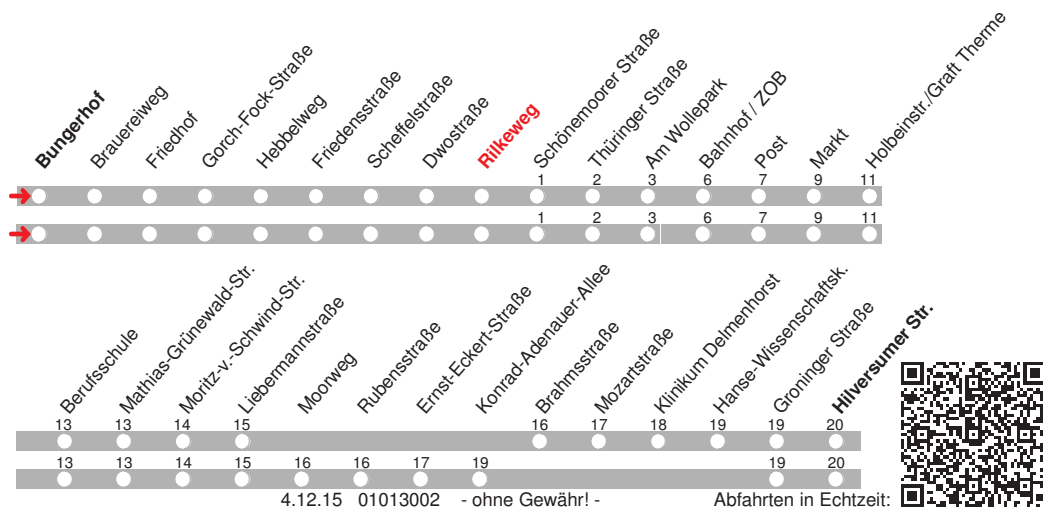 Bungerhof
Brauereiweg
Friedhof
Gorch-Fock-Straße
Hebbelweg
Friedensstraße
Scheffelstraße
Dwostraße
Rilkeweg
Schönemoorer Straße
Thüringer Straße
Am Wollepark
Bahnhof / ZOB
Post
Markt
Holbeinstr./Graft Therme
1 2 3 6 7 9 11
1 2 3 6 7 9 11
Berufsschule
Mathias-Grünewald-Str.
Moritz-v.-Schwind-Str.
Liebermannstraße
Moorweg
Rubensstraße
Ernst-Eckert-Straße
Konrad-Adenauer-Allee
Brahmsstraße
Mozartstraße
Klinikum Delmenhorst
Hanse-Wissenschaftsk.
Groninger Straße
Hilversumer Str.
13 13 14 15 16 17 18 19 19 20
13 13 14 15 16 16 17 19 19 20
4.12.15 01013002 - ohne Gewähr! - Abfahrten in Echtzeit: